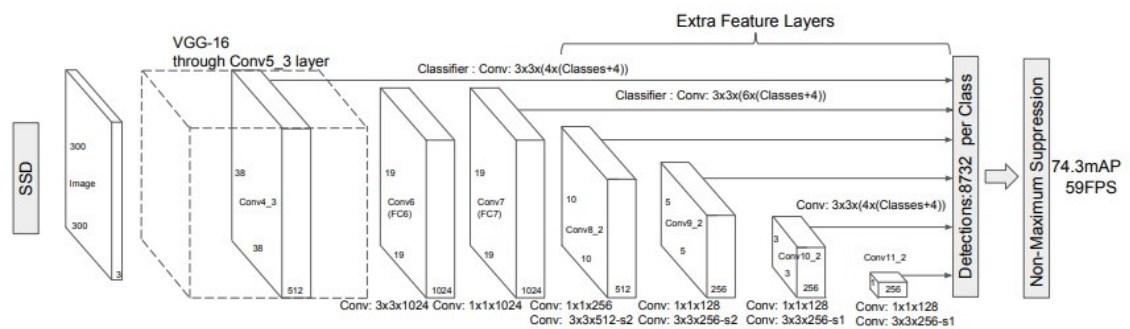 Extra Feature Layers
VGG-16
through Conv5_3 layer
Classifier : Conv: 3x3x(4x(Classes+4))
Classifier : Conv: 3x3x(6x(Classes+4))
Conv: 3x3x(4x(Classes+4))
SSD
300
Image
300
3
38
Conv4_3
38
512
19
Conv6
(FC6)
19
1024
19
Conv7
(FC7)
19
1024
10
Conv8_2
10
512
5
Conv9_2
5
256
3
Conv10_2
3
256
Conv11_2
1
256
Conv: 3x3x1024
Conv: 1x1x1024
Conv: 1x1x256
Conv: 3x3x512-s2
Conv: 1x1x128
Conv: 3x3x256-s2
Conv: 1x1x128
Conv: 3x3x256-s1
Conv: 1x1x128
Conv: 3x3x256-s1
Detections:8732 per Class
Non-Maximum Suppression
74.3mAP
59FPS